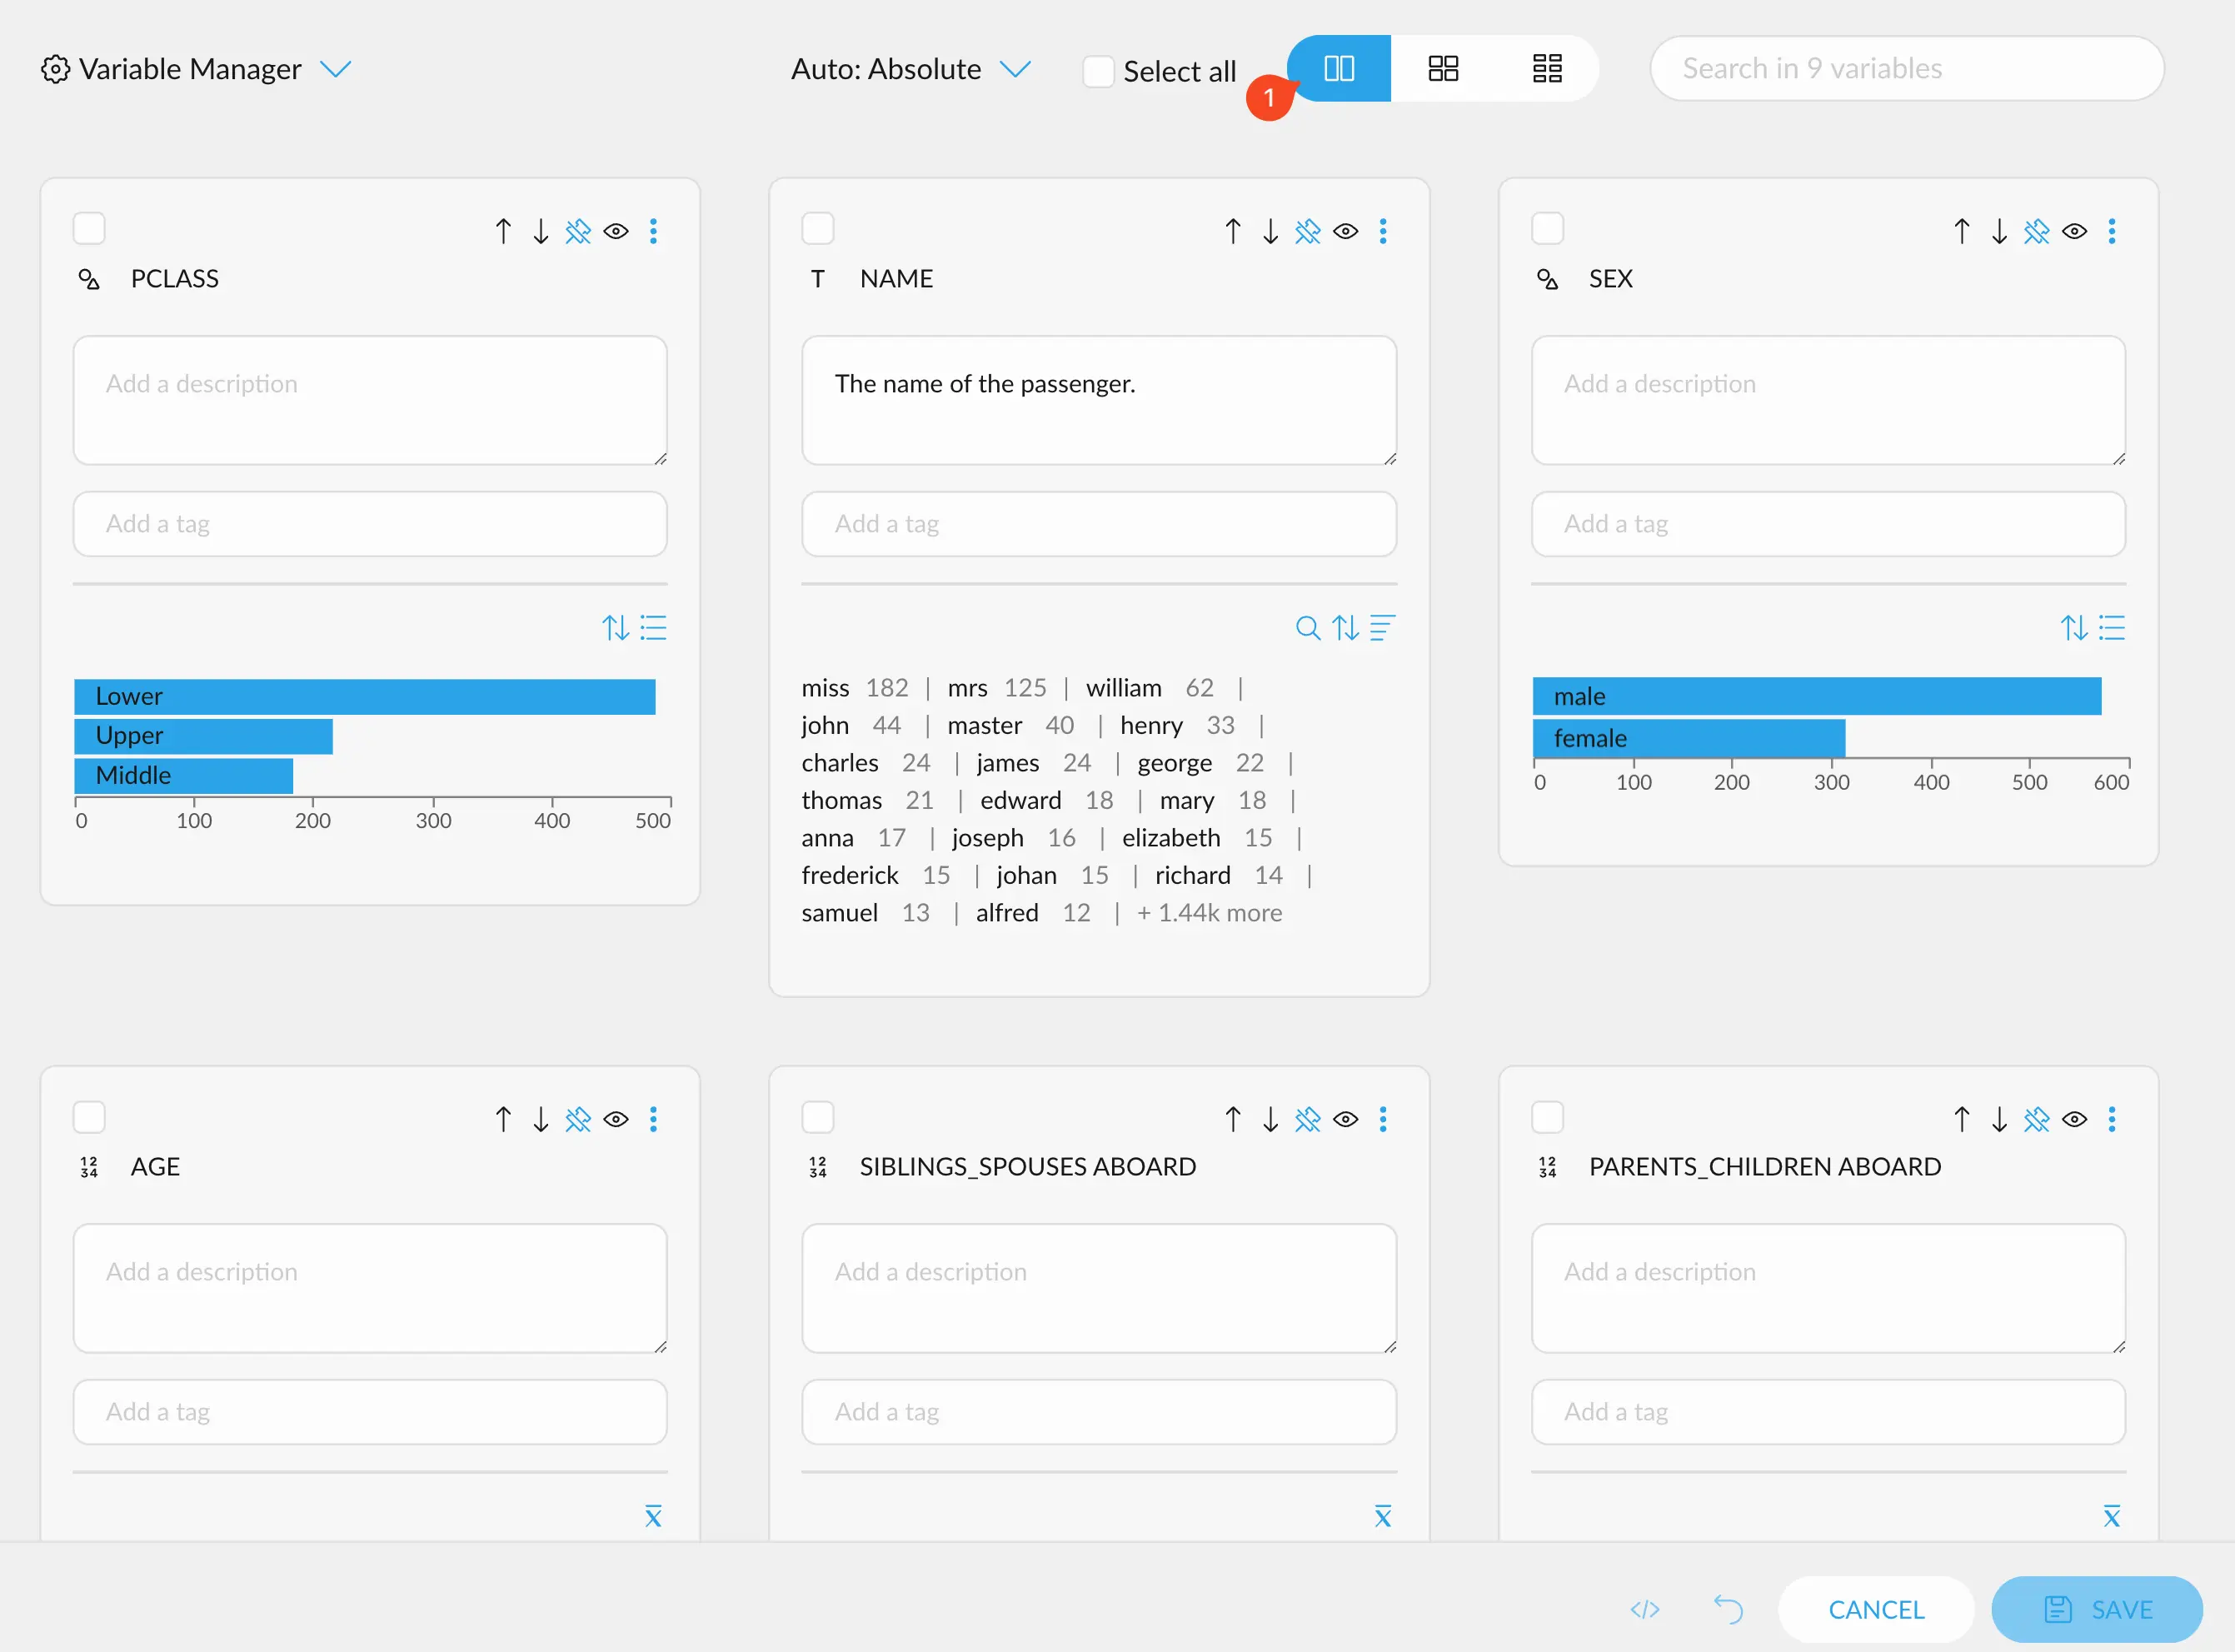 Variable Manager
Auto: Absolute
Select all
1
Search in 9 variables
PCLASS
Add a description
Add a tag
Lower
Upper
Middle
0 100 200 300 400 500
T NAME
The name of the passenger.
Add a tag
miss 182 | mrs 125 | william 62 |
john 44 | master 40 | henry 33 |
charles 24 | james 24 | george 22 |
thomas 21 | edward 18 | mary 18 |
anna 17 | joseph 16 | elizabeth 15 |
frederick 15 | johan 15 | richard 14 |
samuel 13 | alfred 12 | + 1.44k more
SEX
Add a description
Add a tag
male
female
0 100 200 300 400 500 600
12
34
AGE
Add a description
Add a tag
x̄
12
34
SIBLINGS_SPOUSES ABOARD
Add a description
Add a tag
x̄
12
34
PARENTS_CHILDREN ABOARD
Add a description
Add a tag
x̄
</>
CANCEL
SAVE